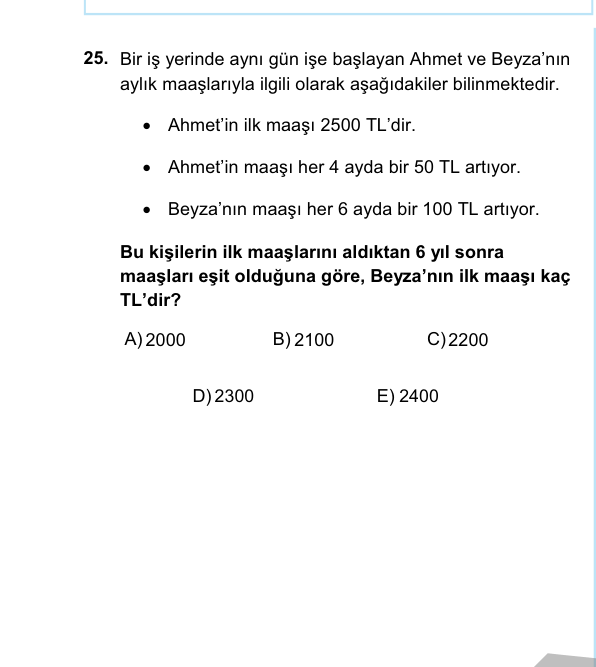 25. Bir iş yerinde aynı gün işe başlayan Ahmet ve Beyza’nın
aylık maaşlarıyla ilgili olarak aşağıdakiler bilinmektedir.
• Ahmet’in ilk maaşı 2500 TL’dir.
• Ahmet’in maaşı her 4 ayda bir 50 TL artıyor.
• Beyza’nın maaşı her 6 ayda bir 100 TL artıyor.
Bu kişilerin ilk maaşlarını aldıktan 6 yıl sonra
maaşları eşit olduğuna göre, Beyza’nın ilk maaşı kaç
TL’dir?
A) 2000 B) 2100 C) 2200
D) 2300 E) 2400